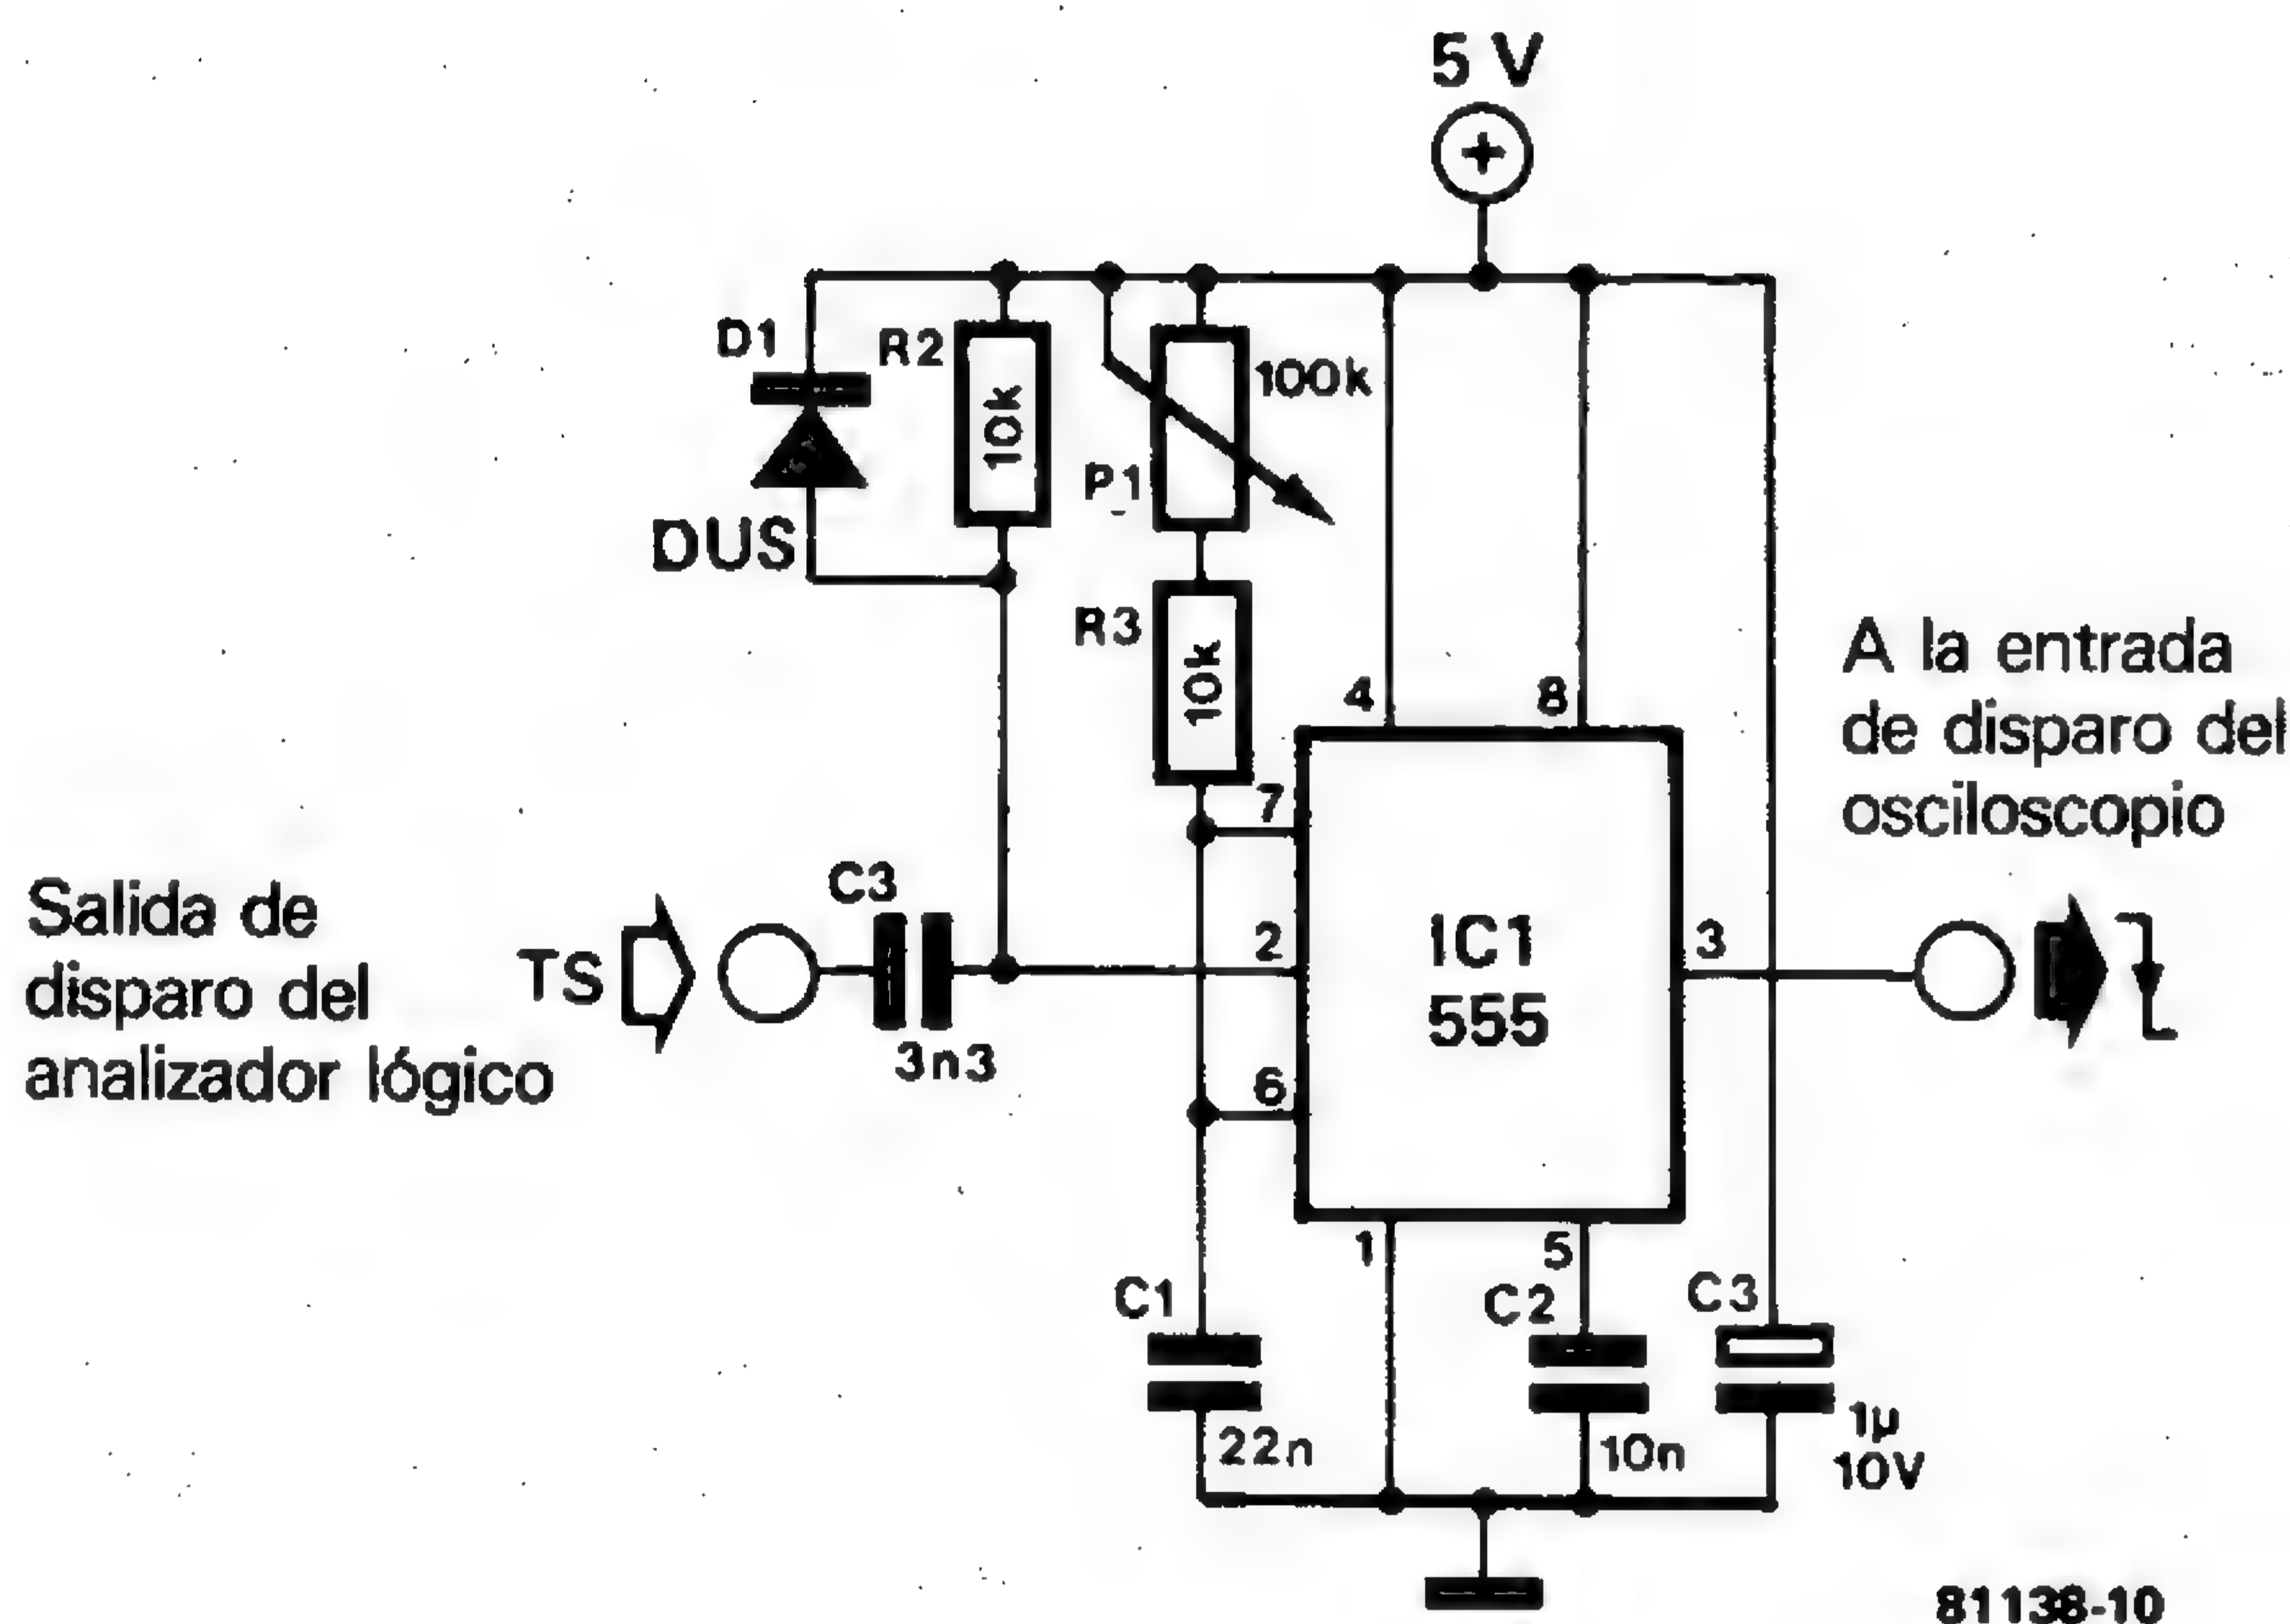 5 V
+
D1
R2
10k
100k
P1
DUS
R3
10k
4
8
7
A la entrada
de disparo del
osciloscopio
C3
Salida de
disparo del
analizador lógico
TS
3n3
2
IC1
555
3
6
1
5
C1
C2
C3
22n
10n
1µ
10V
81138-10